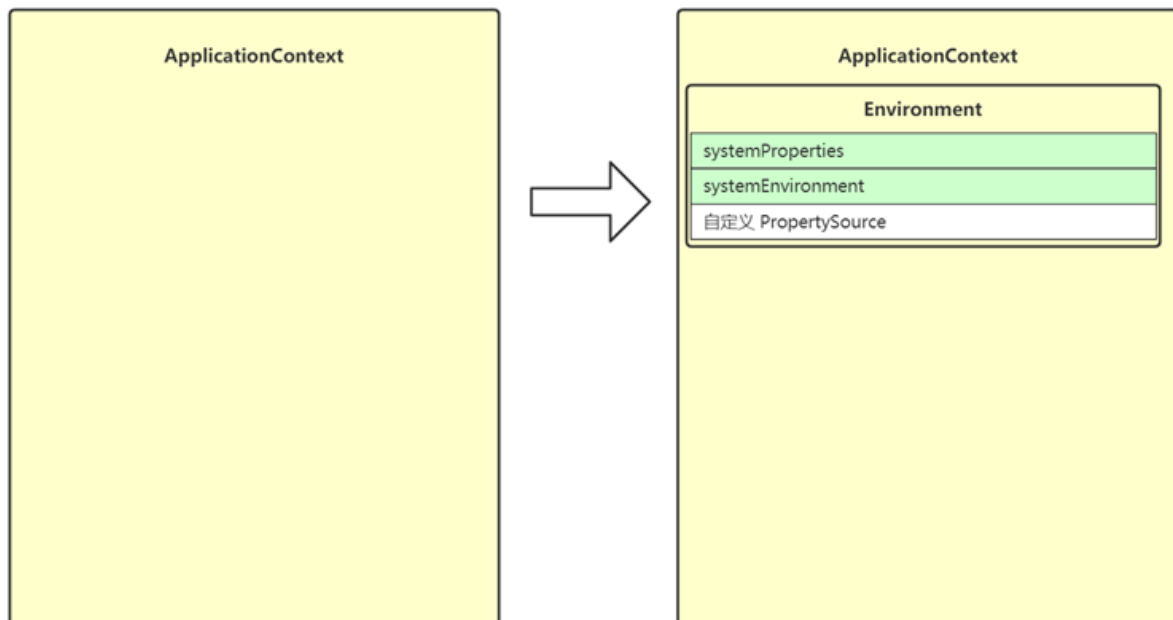 ApplicationContext
ApplicationContext
Environment
systemProperties
systemEnvironment
自定义 PropertySource